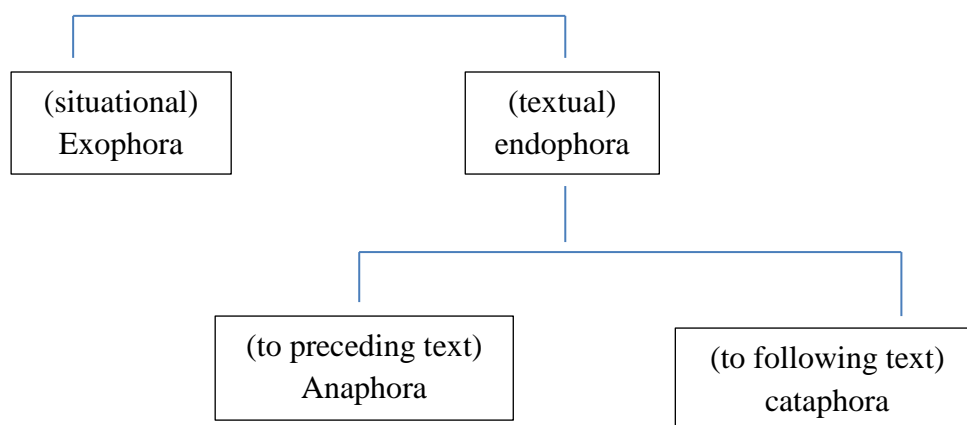 (situational)
Exophora
(textual)
endophora
(to preceding text)
Anaphora
(to following text)
cataphora